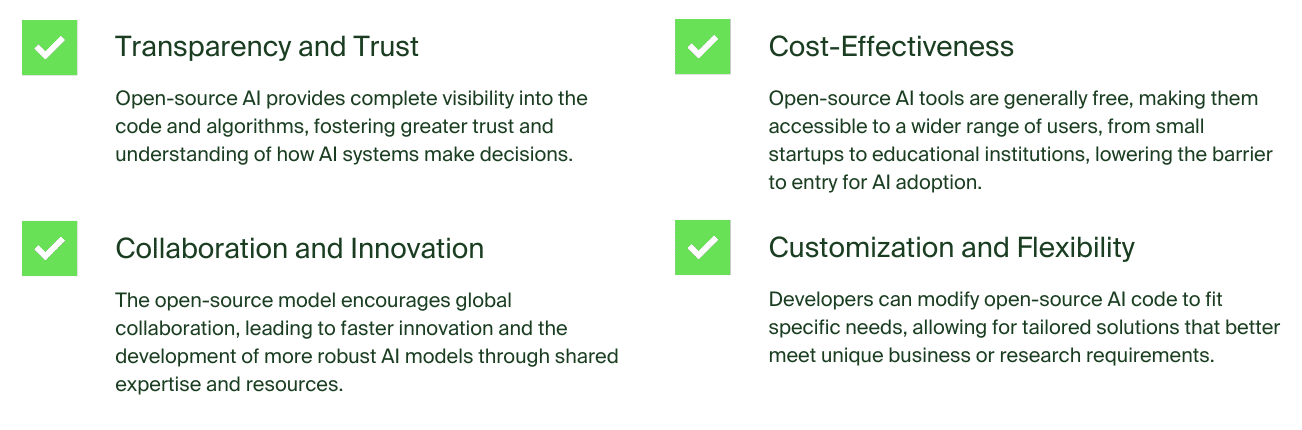 Transparency and Trust
Open-source AI provides complete visibility into the
code and algorithms, fostering greater trust and
understanding of how AI systems make decisions.
Cost-Effectiveness
Open-source AI tools are generally free, making them
accessible to a wider range of users, from small
startups to educational institutions, lowering the barrier
to entry for AI adoption.
Collaboration and Innovation
The open-source model encourages global
collaboration, leading to faster innovation and the
development of more robust AI models through shared
expertise and resources.
Customization and Flexibility
Developers can modify open-source AI code to fit
specific needs, allowing for tailored solutions that better
meet unique business or research requirements.